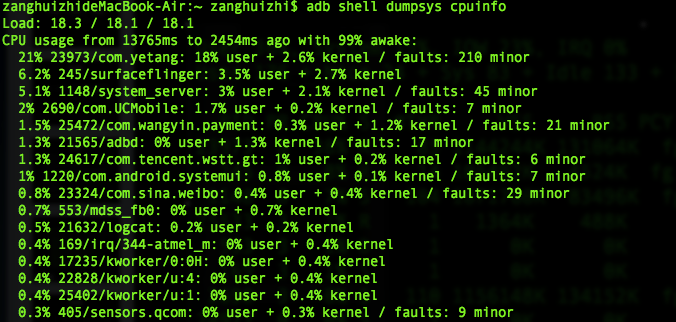 zanghuizhideMacBook-Air:~ zanghuizhi$ adb shell dumpsys cpuinfo
Load: 18.3 / 18.1 / 18.1
CPU usage from 13765ms to 2454ms ago with 99% awake:
21% 23973/com.yetang: 18% user + 2.6% kernel / faults: 210 minor
6.2% 245/surfaceflinger: 3.5% user + 2.7% kernel
5.1% 1148/system_server: 3% user + 2.1% kernel / faults: 45 minor
2% 2690/com.UCMobile: 1.7% user + 0.2% kernel / faults: 7 minor
1.5% 25472/com.wangyin.payment: 0.3% user + 1.2% kernel / faults: 21 minor
1.3% 21565/adbd: 0% user + 1.3% kernel / faults: 17 minor
1.3% 24617/com.tencent.wstt.gt: 1% user + 0.2% kernel / faults: 6 minor
1% 1220/com.android.systemui: 0.8% user + 0.1% kernel / faults: 7 minor
0.8% 23324/com.sina.weibo: 0.4% user + 0.4% kernel / faults: 29 minor
0.7% 553/mdss_fb0: 0% user + 0.7% kernel
0.5% 21632/logcat: 0.2% user + 0.2% kernel
0.4% 169/irq/344-atmel_m: 0% user + 0.4% kernel
0.4% 17235/kworker/0:0H: 0% user + 0.4% kernel
0.4% 22828/kworker/u:4: 0% user + 0.4% kernel
0.4% 25402/kworker/u:1: 0% user + 0.4% kernel
0.3% 405/sensors.qcom: 0% user + 0.3% kernel / faults: 9 minor